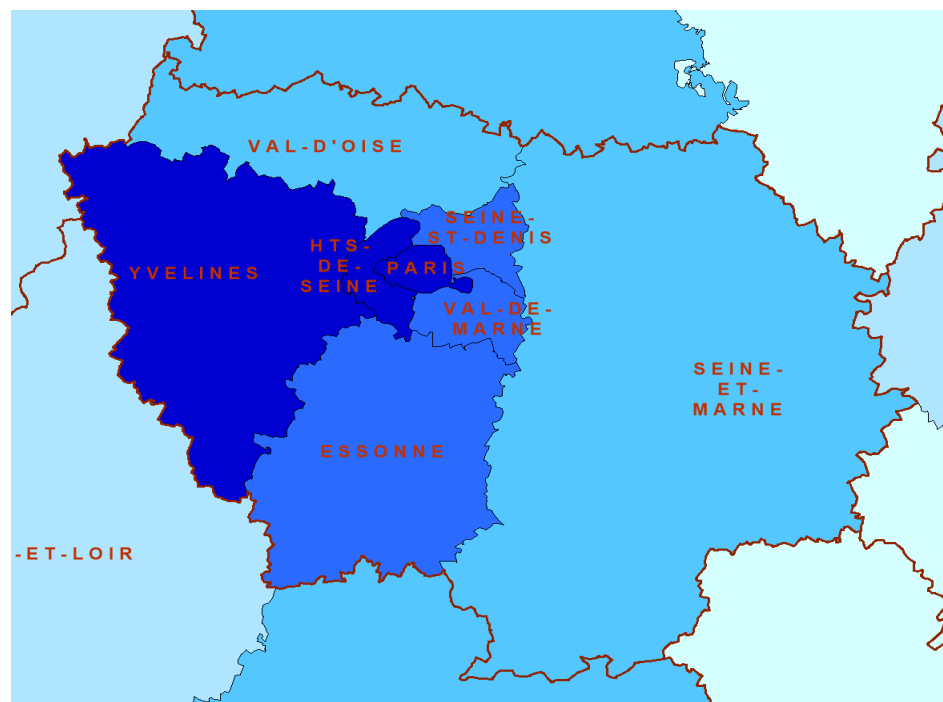 VAL-D'OISE
SEINE-
ST-DENIS
HTS-
DE-
SEINE
PARIS
YVELINES
VAL-DE-
MARNE
SEINE-
ET-
MARNE
ESSONNE
-ET-LOIR